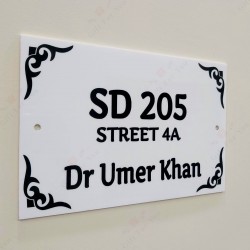 SD 205
STREET 4A
Dr Umer Khan